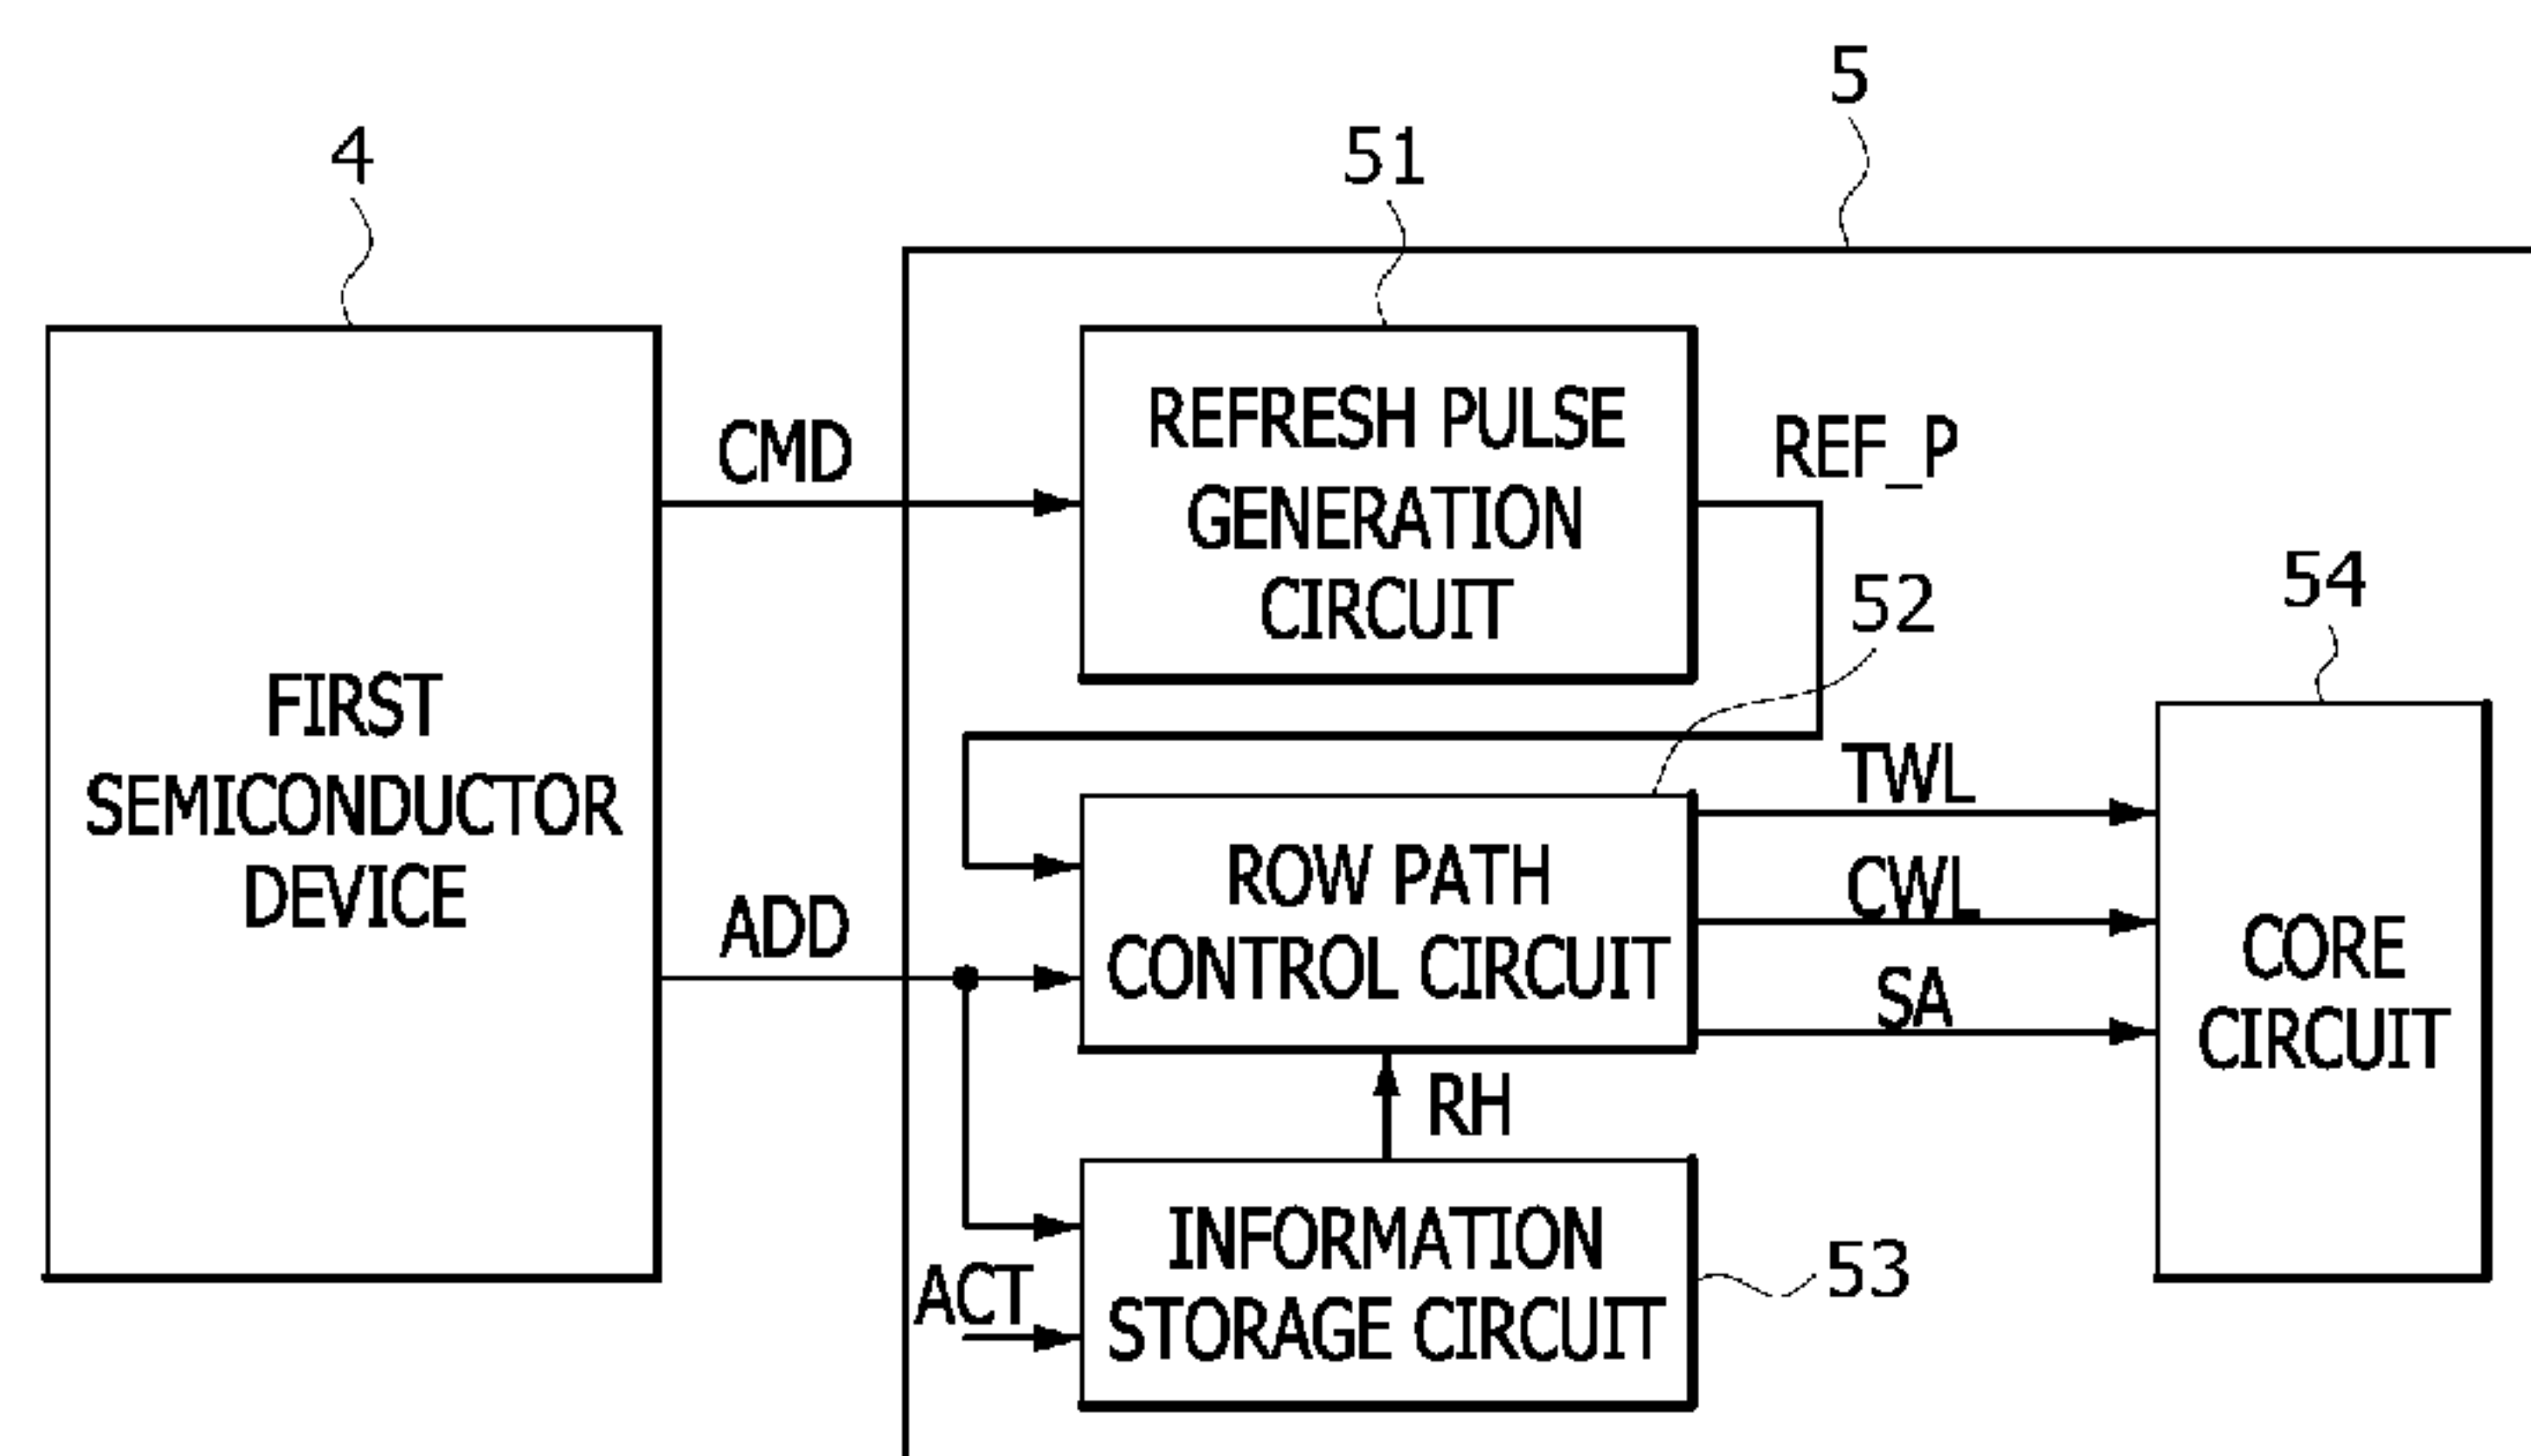 5
4
51
CMD
REFRESH PULSE
GENERATION
CIRCUIT
REF_P
52
54
FIRST
SEMICONDUCTOR
DEVICE
ADD
ROW PATH
CONTROL CIRCUIT
TWL
CWL
SA
CORE
CIRCUIT
RH
ACT
INFORMATION
STORAGE CIRCUIT
53